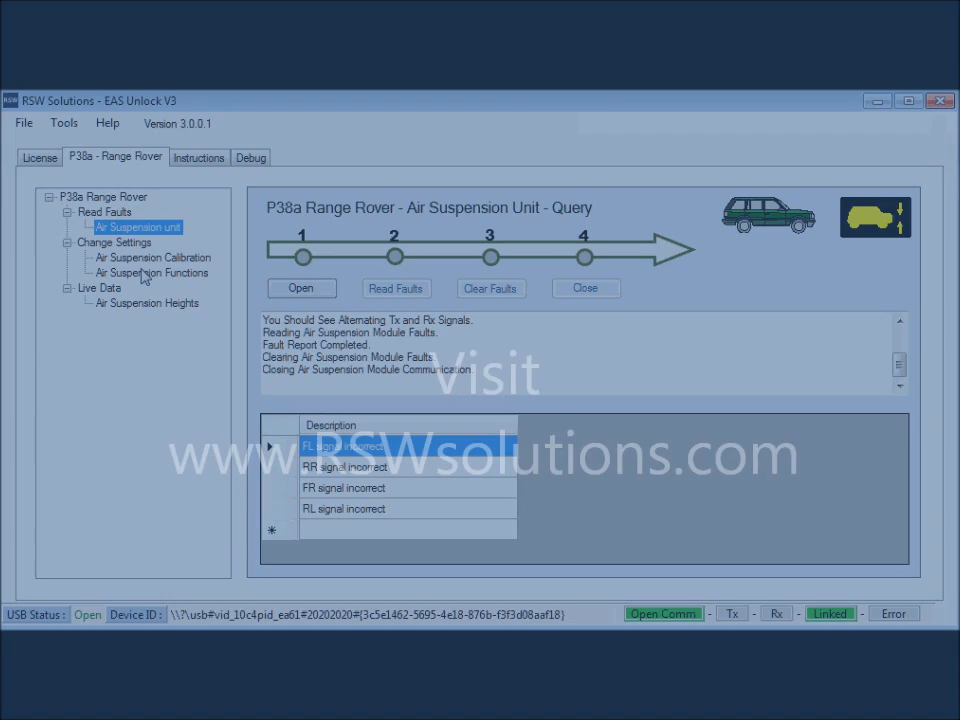 RSW RSW Solutions - EAS Unlock V3
File Tools Help Version 3.0.0.1
License P38a - Range Rover Instructions Debug
P38a Range Rover
Read Faults
Air Suspension unit
Change Settings
Air Suspension Calibration
Air Suspension Functions
Live Data
Air Suspension Heights
P38a Range Rover - Air Suspension Unit - Query
1 2 3 4
Open Read Faults Clear Faults Close
You Should See Alternating Tx and Rx Signals.
Reading Air Suspension Module Faults.
Fault Report Completed.
Clearing Air Suspension Module Faults.
Closing Air Suspension Module Communication.
Visit
www.RSWsolutions.com
Description
FL signal incorrect
RR signal incorrect
FR signal incorrect
RL signal incorrect
USB Status : Open Device ID : \\?\usb#vid_10c4pid_ea61#20202020#{3c5e1462-5695-4e18-876b-f3f3d08aaf18} Open Comm - Tx - Rx - Linked - Error